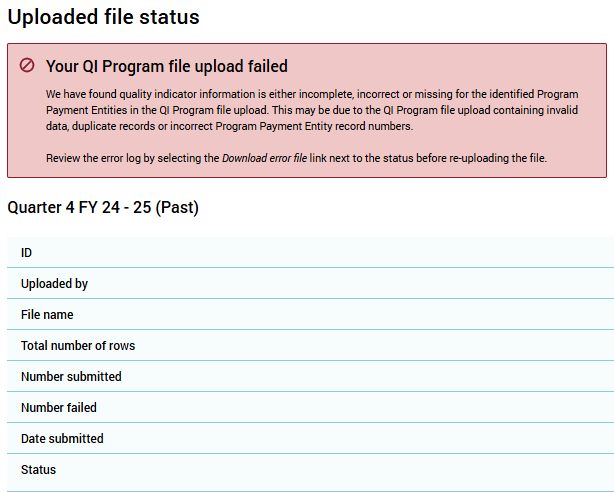 Uploaded file status
Your QI Program file upload failed
We have found quality indicator information is either incomplete, incorrect or missing for the identified Program
Payment Entities in the QI Program file upload. This may be due to the QI Program file upload containing invalid
data, duplicate records or incorrect Program Payment Entity record numbers.
Review the error log by selecting the Download error file link next to the status before re-uploading the file.
Quarter 4 FY 24 - 25 (Past)
ID
Uploaded by
File name
Total number of rows
Number submitted
Number failed
Date submitted
Status